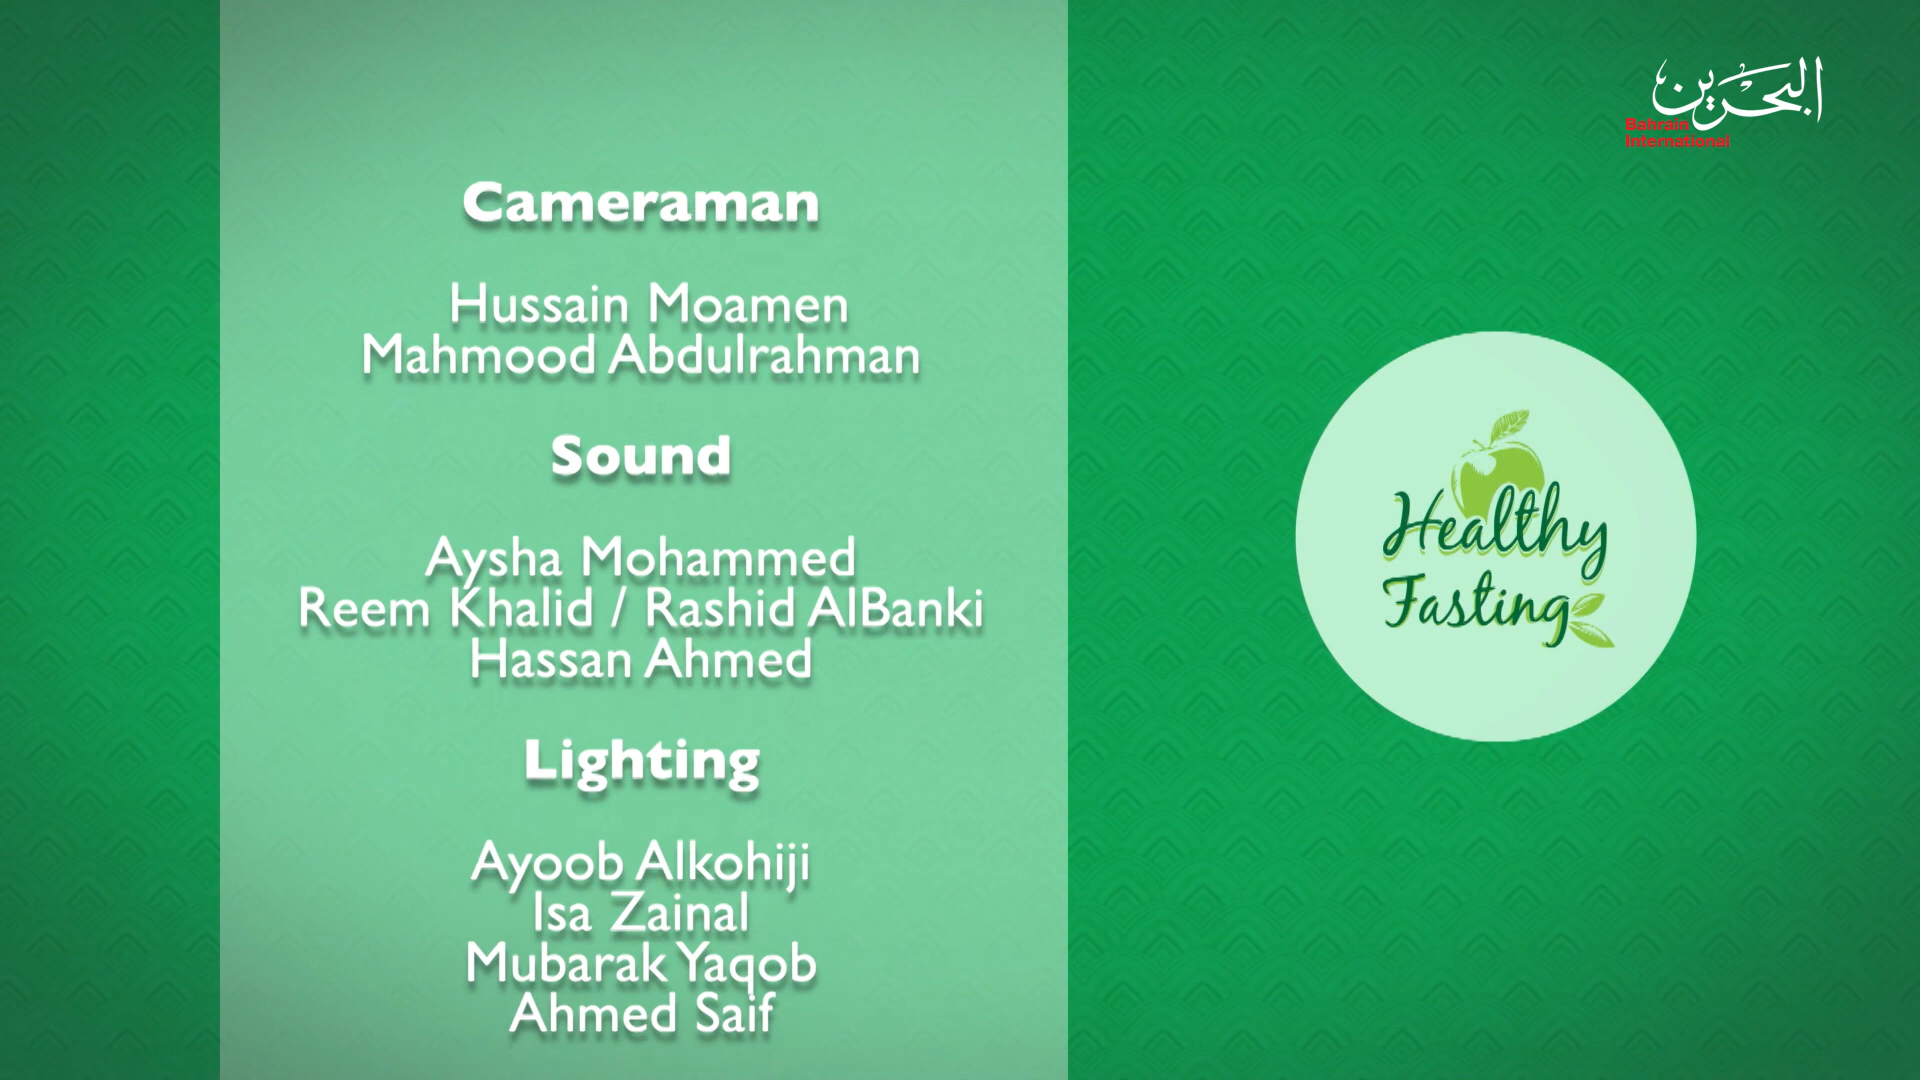 البحرين
Bahrain
International
Cameraman
Hussain Moamen
Mahmood Abdulrahman
Sound
Aysha Mohammed
Reem Khalid / Rashid AlBanki
Hassan Ahmed
Lighting
Ayoob Alkohiji
Isa Zainal
Mubarak Yaqob
Ahmed Saif
Healthy
Fasting